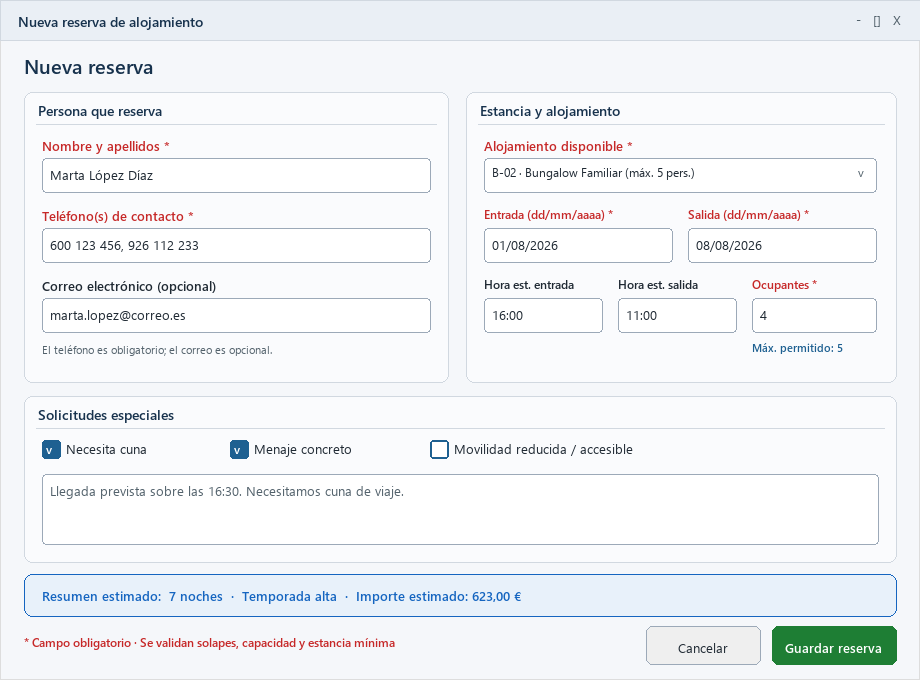 Nueva reserva de alojamiento - [] X
Nueva reserva
Persona que reserva
Nombre y apellidos *
Marta López Díaz
Teléfono(s) de contacto *
600 123 456, 926 112 233
Correo electrónico (opcional)
marta.lopez@correo.es
El teléfono es obligatorio; el correo es opcional.
Estancia y alojamiento
Alojamiento disponible *
B-02 · Bungalow Familiar (máx. 5 pers.) v
Entrada (dd/mm/aaaa) * Salida (dd/mm/aaaa) *
01/08/2026 08/08/2026
Hora est. entrada Hora est. salida Ocupantes *
16:00 11:00 4
Máx. permitido: 5
Solicitudes especiales
v Necesita cuna v Menaje concreto Movilidad reducida / accesible
Llegada prevista sobre las 16:30. Necesitamos cuna de viaje.
Resumen estimado: 7 noches · Temporada alta · Importe estimado: 623,00 €
* Campo obligatorio · Se validan solapes, capacidad y estancia mínima
Cancelar Guardar reserva